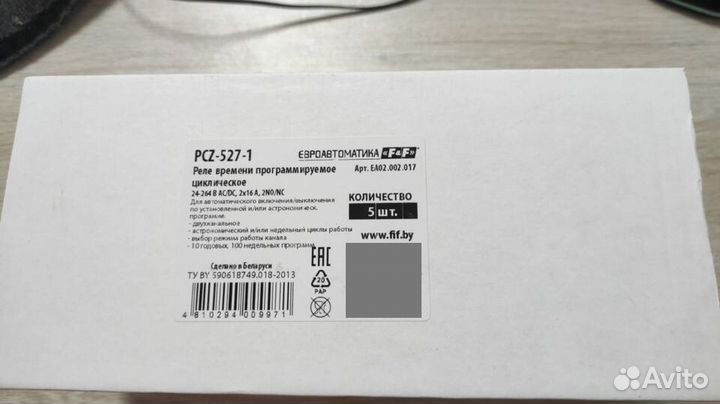 PCZ-527-1
ЕВРОАВТОМАТИКА «F&F»
Реле времени программируемое
Арт. EA02.002.017
циклическое
24-264 В AC/DC, 2x16 А, 2NO/NC
Для автоматического включения/выключения
по установленной и/или астрономическ.
программе.
- двухканальное
- астрономический и/или недельный циклы работы
- выбор режима работы канала
- 10 годовых, 100 недельных программ
КОЛИЧЕСТВО
5 шт.
www.fif.by
Сделано в Беларуси
ТУ BY 590618749.018-2013
4 810294 009971
EAC
20
PAP
Avito